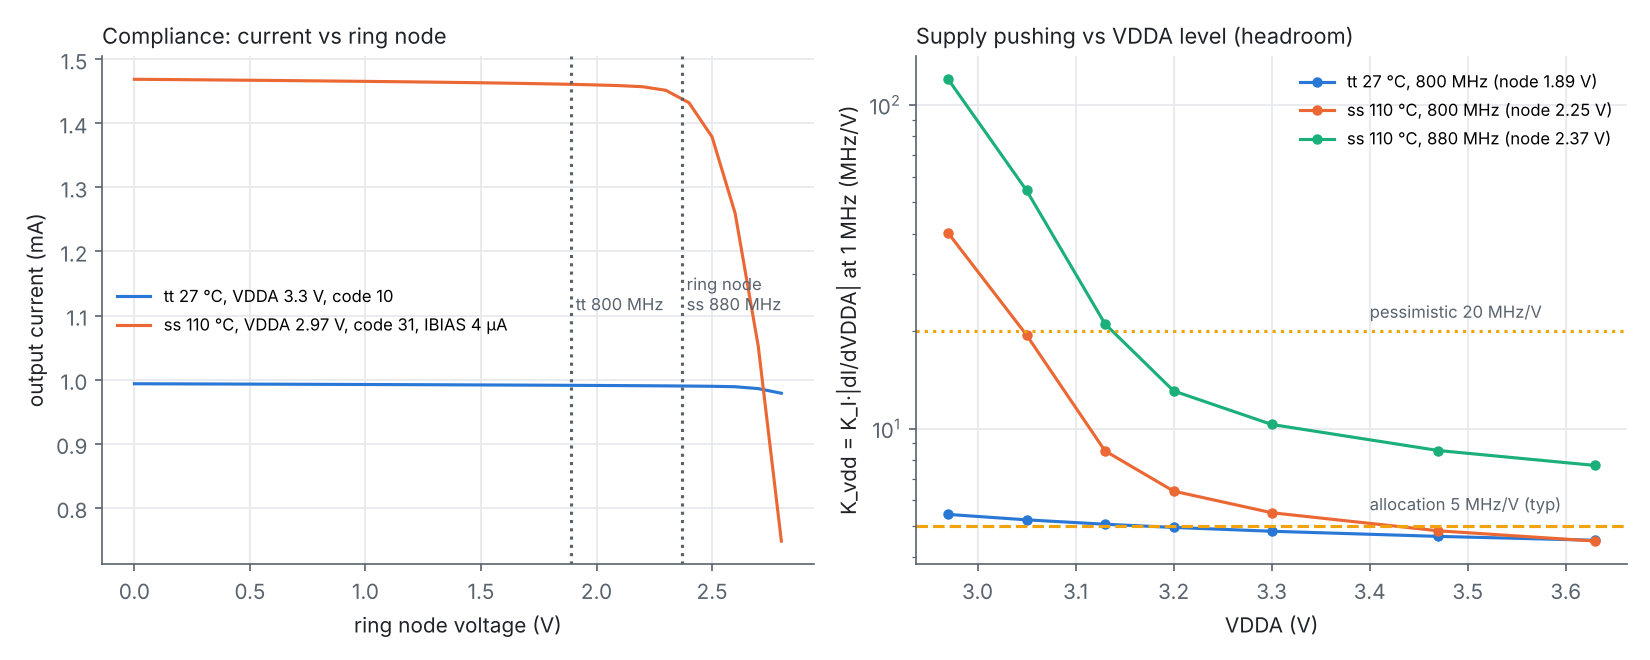 Compliance: current vs ring node
output current (mA)
1.5
1.4
1.3
1.2
1.1
1.0
0.9
0.8
tt 27 °C, VDDA 3.3 V, code 10
ss 110 °C, VDDA 2.97 V, code 31, IBIAS 4 µA
tt 800 MHz
ring node
ss 880 MHz
0.0 0.5 1.0 1.5 2.0 2.5
ring node voltage (V)
Supply pushing vs VDDA level (headroom)
K_vdd = K_I·|dI/dVDDA| at 1 MHz (MHz/V)
10²
10¹
tt 27 °C, 800 MHz (node 1.89 V)
ss 110 °C, 800 MHz (node 2.25 V)
ss 110 °C, 880 MHz (node 2.37 V)
pessimistic 20 MHz/V
allocation 5 MHz/V (typ)
3.0 3.1 3.2 3.3 3.4 3.5 3.6
VDDA (V)